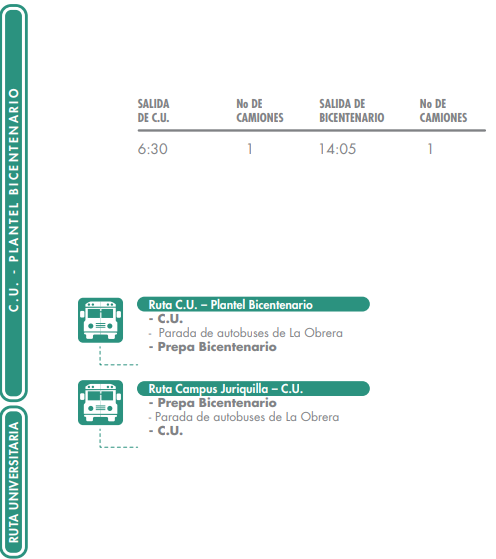 C.U. - PLANTEL BICENTENARIO
RUTA UNIVERSITARIA
SALIDA DE C.U. No DE CAMIONES SALIDA DE BICENTENARIO No DE CAMIONES
6:30 1 14:05 1
Ruta C.U. – Plantel Bicentenario
- C.U.
- Parada de autobuses de La Obrera
- Prepa Bicentenario
Ruta Campus Juriquilla – C.U.
- Prepa Bicentenario
- Parada de autobuses de La Obrera
- C.U.